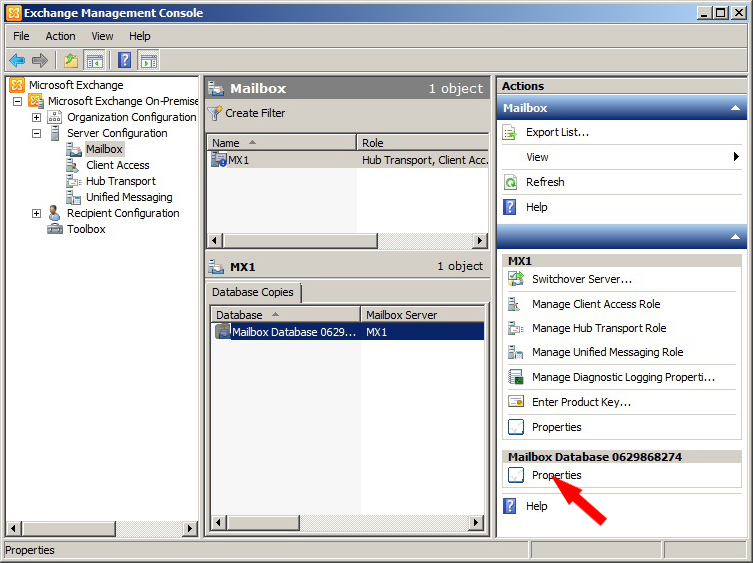 Exchange Management Console
File Action View Help
Microsoft Exchange
Microsoft Exchange On-Premise
Organization Configuration
Server Configuration
Mailbox
Client Access
Hub Transport
Unified Messaging
Recipient Configuration
Toolbox
Mailbox 1 object
Create Filter
Name Role
MX1 Hub Transport, Client Acc...
MX1 1 object
Database Copies
Database Mailbox Server
Mailbox Database 0629... MX1
Actions
Mailbox
Export List...
View
Refresh
Help
MX1
Switchover Server...
Manage Client Access Role
Manage Hub Transport Role
Manage Unified Messaging Role
Manage Diagnostic Logging Properti...
Enter Product Key...
Properties
Mailbox Database 0629868274
Properties
Help
Properties